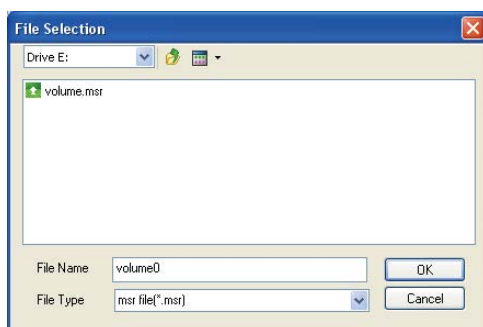 File Selection
Drive E:
volume.msr
File Name volume0
OK
File Type msr file(*.msr)
Cancel